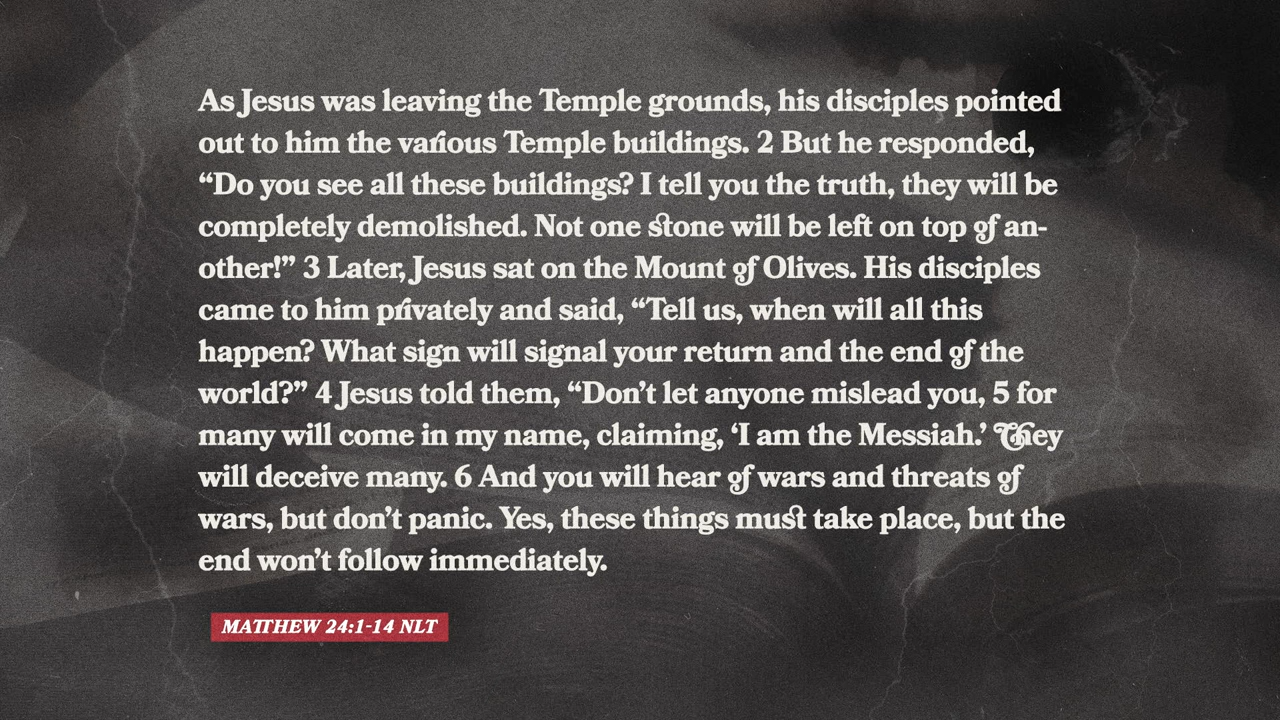 As Jesus was leaving the Temple grounds, his disciples pointed
out to him the various Temple buildings. 2 But he responded,
“Do you see all these buildings? I tell you the truth, they will be
completely demolished. Not one stone will be left on top of an-
other!” 3 Later, Jesus sat on the Mount of Olives. His disciples
came to him privately and said, “Tell us, when will all this
happen? What sign will signal your return and the end of the
world?” 4 Jesus told them, “Don’t let anyone mislead you, 5 for
many will come in my name, claiming, ‘I am the Messiah.’ They
will deceive many. 6 And you will hear of wars and threats of
wars, but don’t panic. Yes, these things must take place, but the
end won’t follow immediately.
MATTHEW 24:1-14 NLT